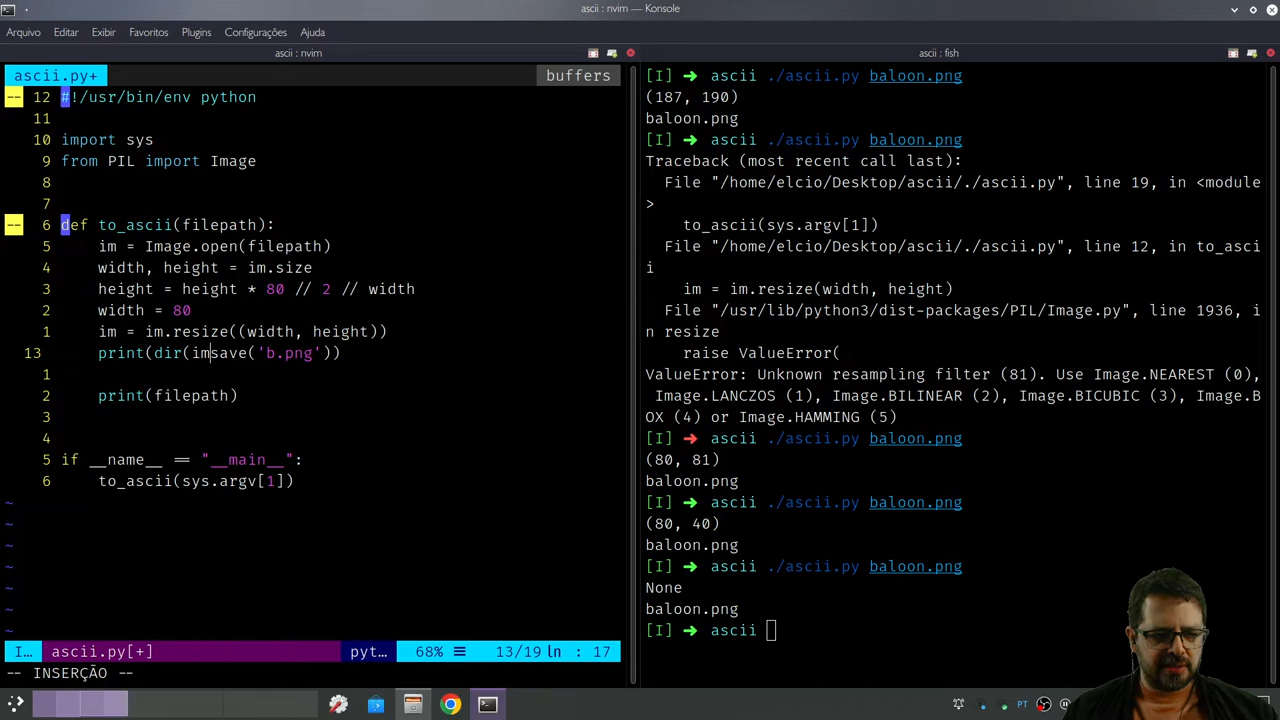 ascii : nvim — Konsole
Arquivo Editar Exibir Favoritos Plugins Configurações Ajuda
ascii : nvim
ascii.py+ buffers
-- 12 #!/usr/bin/env python
11
10 import sys
9 from PIL import Image
8
7
-- 6 def to_ascii(filepath):
5 im = Image.open(filepath)
4 width, height = im.size
3 height = height * 80 // 2 // width
2 width = 80
1 im = im.resize((width, height))
13 print(dir(imsave('b.png'))
1
2 print(filepath)
3
4
5 if __name__ == "__main__":
6 to_ascii(sys.argv[1])
~
~
~
~
~
~
~
I… ascii.py[+] pyt… 68% ☰ 13/19 ln : 17
-- INSERÇÃO --
ascii : fish
[I] ➜ ascii ./ascii.py baloon.png
(187, 190)
baloon.png
[I] ➜ ascii ./ascii.py baloon.png
Traceback (most recent call last):
File "/home/elcio/Desktop/ascii/./ascii.py", line 19, in <module
>
to_ascii(sys.argv[1])
File "/home/elcio/Desktop/ascii/./ascii.py", line 12, in to_asci
i
im = im.resize(width, height)
File "/usr/lib/python3/dist-packages/PIL/Image.py", line 1936, i
n resize
raise ValueError(
ValueError: Unknown resampling filter (81). Use Image.NEAREST (0),
Image.LANCZOS (1), Image.BILINEAR (2), Image.BICUBIC (3), Image.B
OX (4) or Image.HAMMING (5)
[I] ➜ ascii ./ascii.py baloon.png
(80, 81)
baloon.png
[I] ➜ ascii ./ascii.py baloon.png
(80, 40)
baloon.png
[I] ➜ ascii ./ascii.py baloon.png
None
baloon.png
[I] ➜ ascii
PT